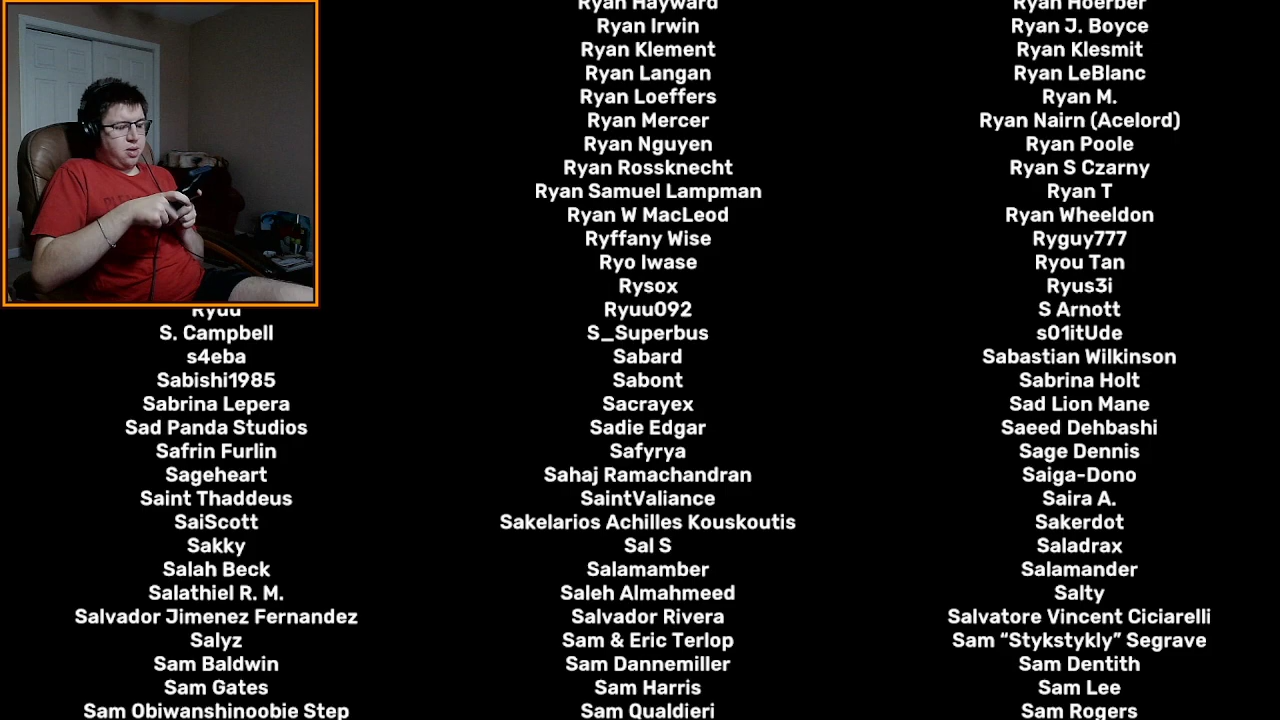 Ryan Hayward
Ryan Hoerber
Ryan Irwin
Ryan J. Boyce
Ryan Klement
Ryan Klesmit
Ryan Langan
Ryan LeBlanc
Ryan Loeffers
Ryan M.
Ryan Mercer
Ryan Nairn (Acelord)
Ryan Nguyen
Ryan Poole
Ryan Rossknecht
Ryan S Czarny
Ryan Samuel Lampman
Ryan T
Ryan W MacLeod
Ryan Wheeldon
Ryffany Wise
Ryguy777
Ryo Iwase
Ryou Tan
Rysox
Ryus3i
Ryuu
Ryuu092
S Arnott
S. Campbell
S_Superbus
s01itUde
s4eba
Sabard
Sabastian Wilkinson
Sabishi1985
Sabont
Sabrina Holt
Sabrina Lepera
Sacrayex
Sad Lion Mane
Sad Panda Studios
Sadie Edgar
Saeed Dehbashi
Safrin Furlin
Safyrya
Sage Dennis
Sageheart
Sahaj Ramachandran
Saiga-Dono
Saint Thaddeus
SaintValiance
Saira A.
SaiScott
Sakelarios Achilles Kouskoutis
Sakerdot
Sakky
Sal S
Saladrax
Salah Beck
Salamamber
Salamander
Salathiel R. M.
Saleh Almahmeed
Salty
Salvador Jimenez Fernandez
Salvador Rivera
Salvatore Vincent Ciciarelli
Salyz
Sam & Eric Terlop
Sam “Stykstykly” Segrave
Sam Baldwin
Sam Dannemiller
Sam Dentith
Sam Gates
Sam Harris
Sam Lee
Sam Obiwanshinoobie Step
Sam Qualdieri
Sam Rogers